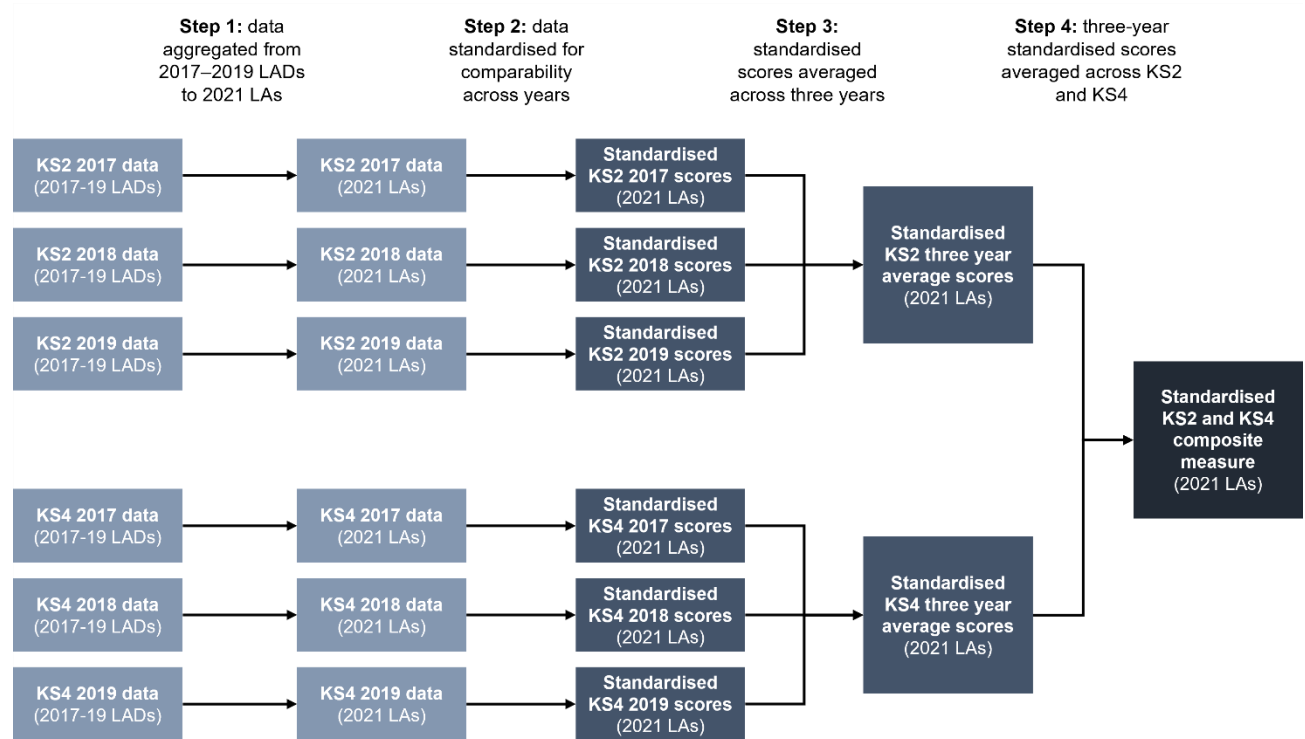 Step 1: data
aggregated from
2017–2019 LADs
to 2021 LAs
Step 2: data
standardised for
comparability
across years
Step 3:
standardised
scores averaged
across three years
Step 4: three-year
standardised scores
averaged across KS2
and KS4
KS2 2017 data
(2017-19 LADs)
KS2 2017 data
(2021 LAs)
Standardised
KS2 2017 scores
(2021 LAs)
KS2 2018 data
(2017-19 LADs)
KS2 2018 data
(2021 LAs)
Standardised
KS2 2018 scores
(2021 LAs)
KS2 2019 data
(2017-19 LADs)
KS2 2019 data
(2021 LAs)
Standardised
KS2 2019 scores
(2021 LAs)
Standardised
KS2 three year
average scores
(2021 LAs)
Standardised
KS2 and KS4
composite
measure
(2021 LAs)
KS4 2017 data
(2017-19 LADs)
KS4 2017 data
(2021 LAs)
Standardised
KS4 2017 scores
(2021 LAs)
KS4 2018 data
(2017-19 LADs)
KS4 2018 data
(2021 LAs)
Standardised
KS4 2018 scores
(2021 LAs)
KS4 2019 data
(2017-19 LADs)
KS4 2019 data
(2021 LAs)
Standardised
KS4 2019 scores
(2021 LAs)
Standardised
KS4 three year
average scores
(2021 LAs)